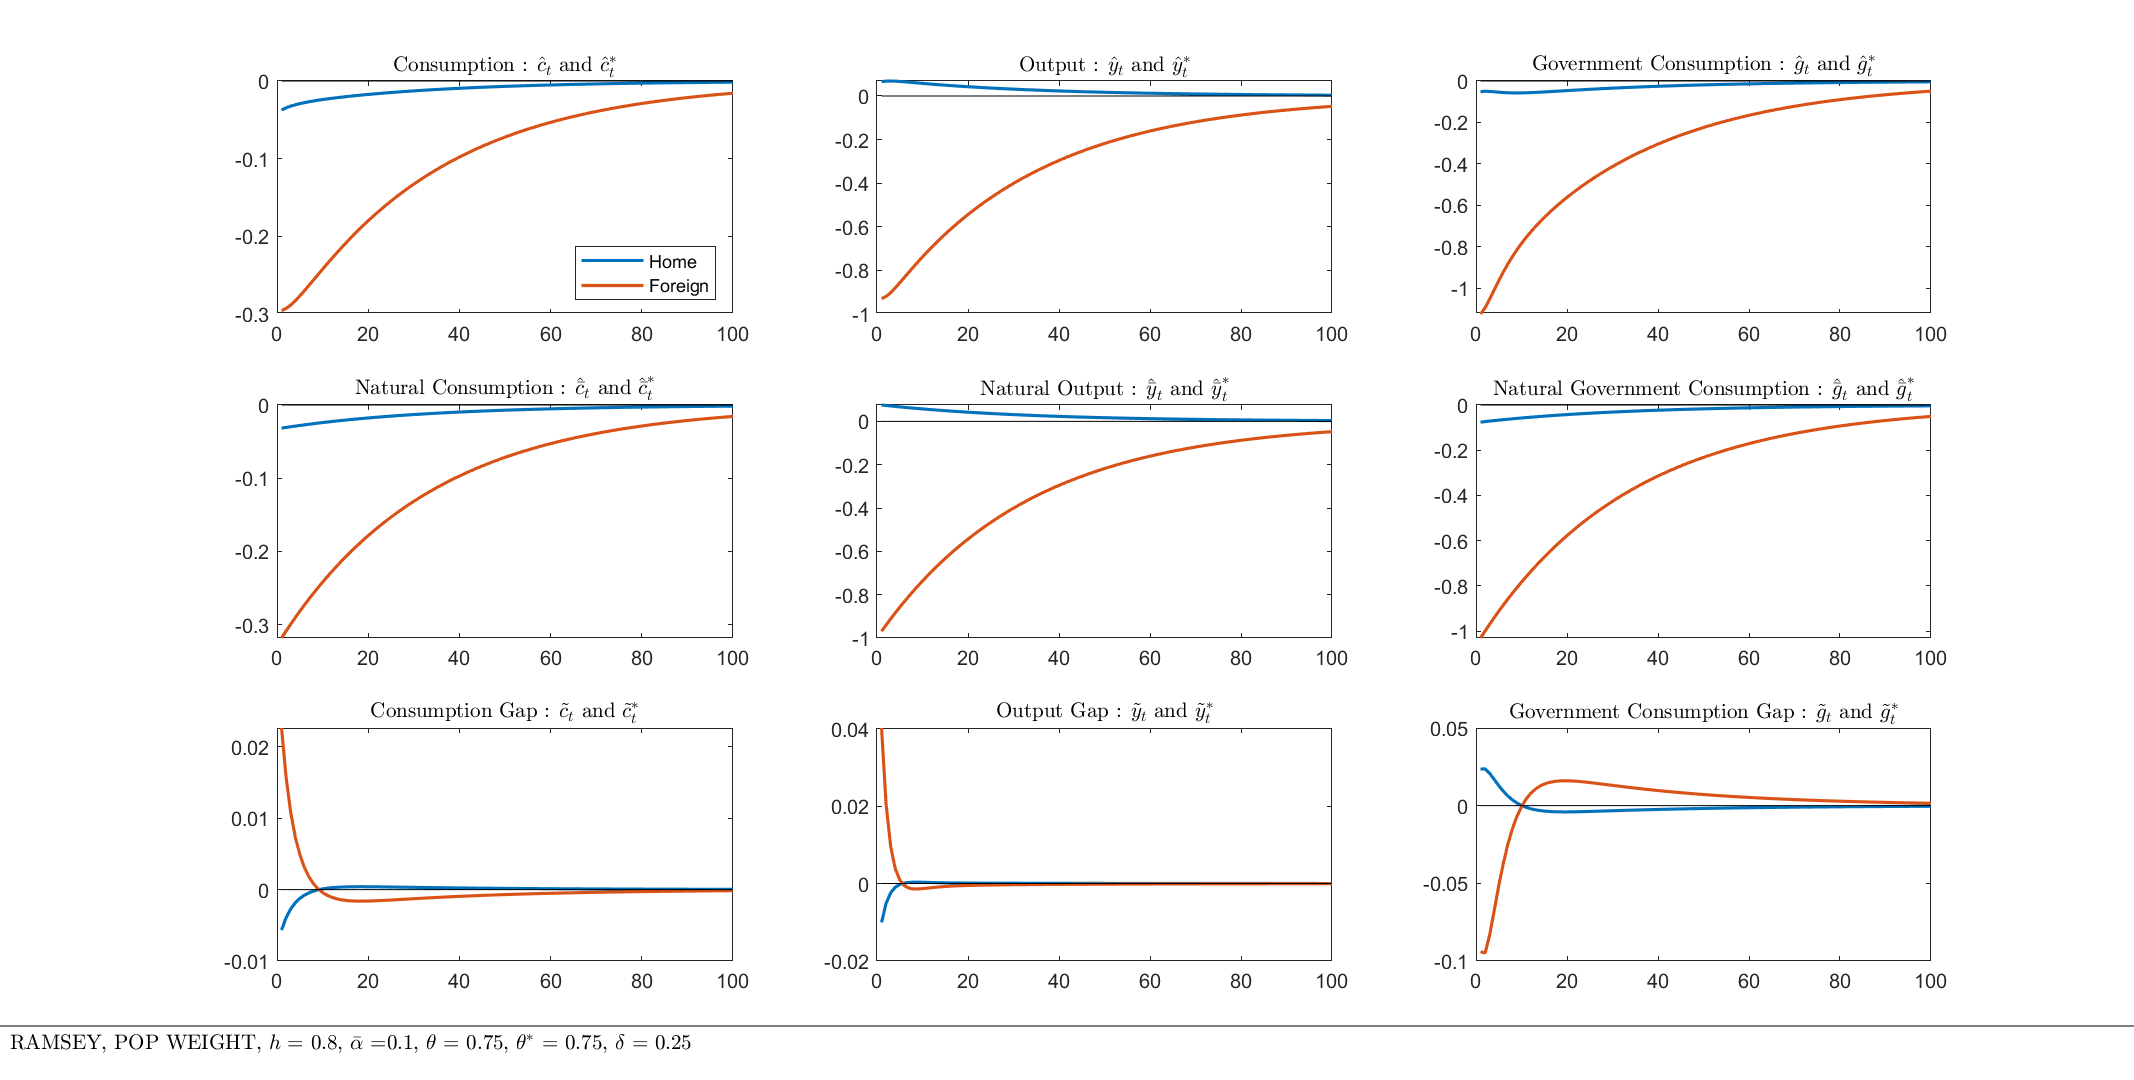 Consumption : ĉ_t and ĉ_t^*
0
-0.1
-0.2
-0.3
0 20 40 60 80 100
Home
Foreign
Output : ŷ_t and ŷ_t^*
0
-0.2
-0.4
-0.6
-0.8
-1
0 20 40 60 80 100
Government Consumption : ĝ_t and ĝ_t^*
0
-0.2
-0.4
-0.6
-0.8
-1
0 20 40 60 80 100
Natural Consumption : ĉ̄_t and ĉ̄_t^*
0
-0.1
-0.2
-0.3
0 20 40 60 80 100
Natural Output : ŷ̄_t and ŷ̄_t^*
0
-0.2
-0.4
-0.6
-0.8
-1
0 20 40 60 80 100
Natural Government Consumption : ĝ̄_t and ĝ̄_t^*
0
-0.2
-0.4
-0.6
-0.8
-1
0 20 40 60 80 100
Consumption Gap : c̃_t and c̃_t^*
0.02
0.01
0
-0.01
0 20 40 60 80 100
Output Gap : ỹ_t and ỹ_t^*
0.04
0.02
0
-0.02
0 20 40 60 80 100
Government Consumption Gap : g̃_t and g̃_t^*
0.05
0
-0.05
-0.1
0 20 40 60 80 100
RAMSEY, POP WEIGHT, h = 0.8, ᾱ =0.1, θ = 0.75, θ* = 0.75, δ = 0.25